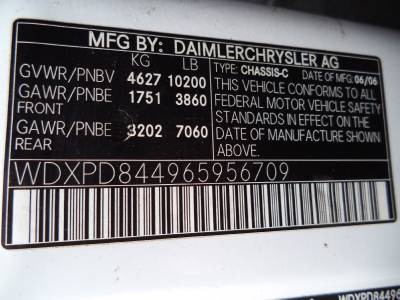 MFG BY: DAIMLERCHRYSLER AG
KG LB
GVWR/PNBV 4627 10200
GAWR/PNBE 1751 3860
FRONT
GAWR/PNBE 3202 7060
REAR
TYPE: CHASSIS-C DATE OF MFG: 06/06
THIS VEHICLE CONFORMS TO ALL
FEDERAL MOTOR VEHICLE SAFETY
STANDARDS IN EFFECT ON THE
DATE OF MANUFACTURE SHOWN
ABOVE.
WDXPD844965956709
WDXPD84496